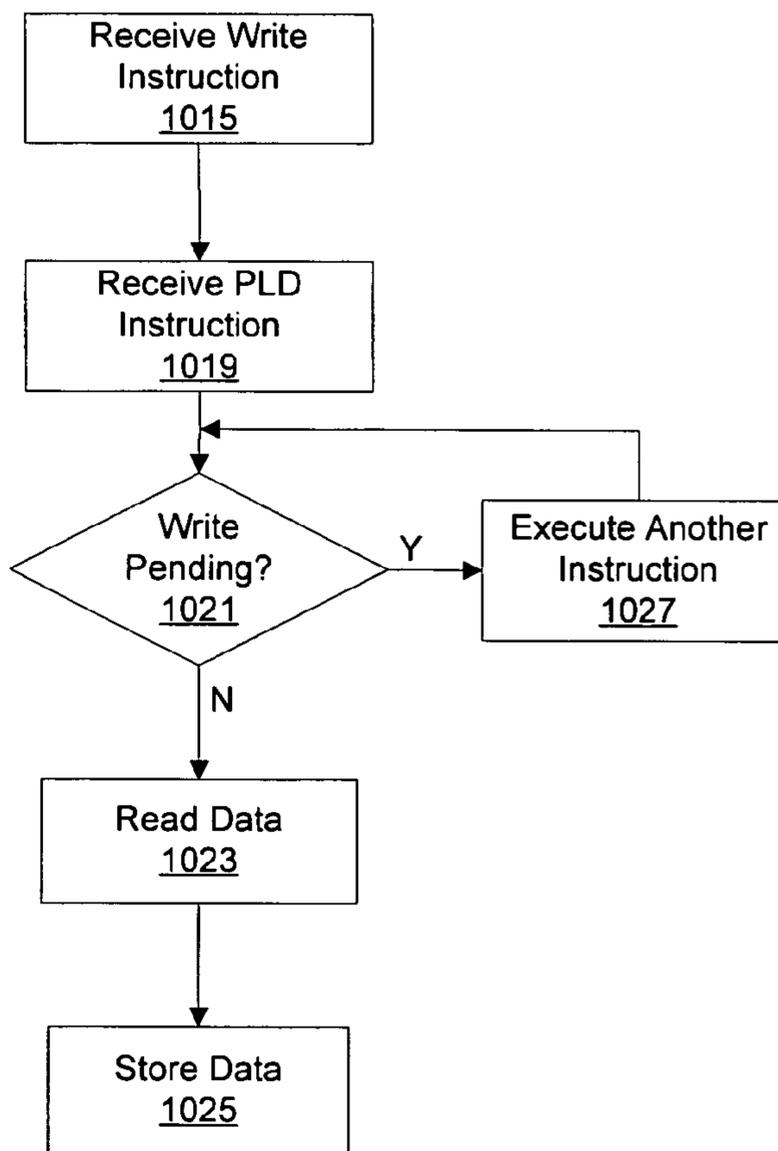 Receive Write
Instruction
1015
Receive PLD
Instruction
1019
Write
Pending?
1021
Y
Execute Another
Instruction
1027
N
Read Data
1023
Store Data
1025